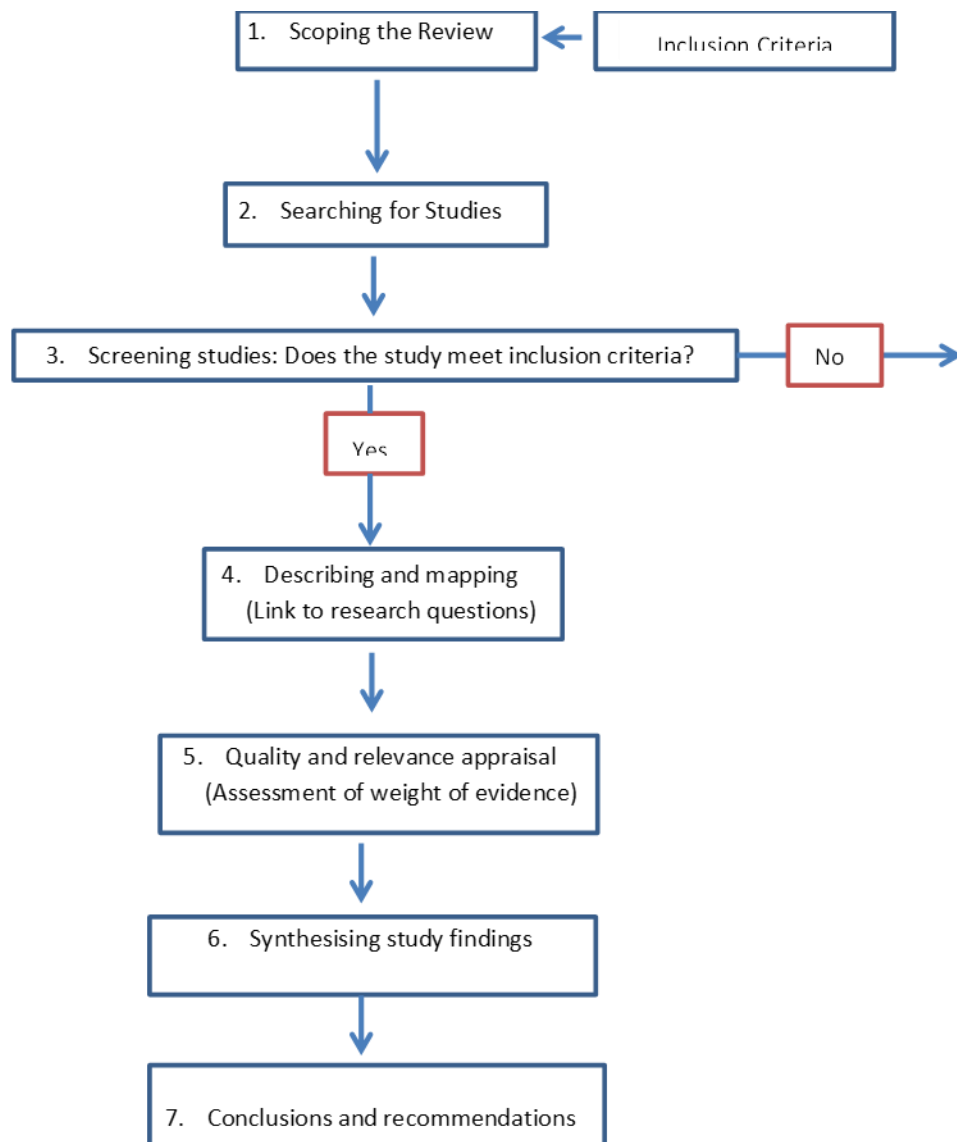 1. Scoping the Review
Inclusion Criteria
2. Searching for Studies
3. Screening studies: Does the study meet inclusion criteria?
No
Yes
4. Describing and mapping
(Link to research questions)
5. Quality and relevance appraisal
(Assessment of weight of evidence)
6. Synthesising study findings
7. Conclusions and recommendations